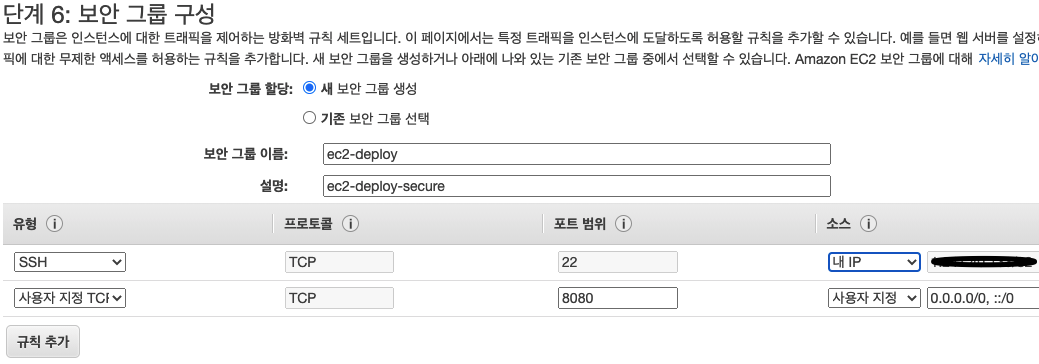 단계 6: 보안 그룹 구성
보안 그룹은 인스턴스에 대한 트래픽을 제어하는 방화벽 규칙 세트입니다. 이 페이지에서는 특정 트래픽을 인스턴스에 도달하도록 허용할 규칙을 추가할 수 있습니다. 예를 들면 웹 서버를 설정하
픽에 대한 무제한 액세스를 허용하는 규칙을 추가합니다. 새 보안 그룹을 생성하거나 아래에 나와 있는 기존 보안 그룹 중에서 선택할 수 있습니다. Amazon EC2 보안 그룹에 대해 자세히 알아
보안 그룹 할당: 새 보안 그룹 생성
기존 보안 그룹 선택
보안 그룹 이름: ec2-deploy
설명: ec2-deploy-secure
유형 i 프로토콜 i 포트 범위 i 소스 i
SSH TCP 22 내 IP
사용자 지정 TCP TCP 8080 사용자 지정 0.0.0.0/0, ::/0
규칙 추가